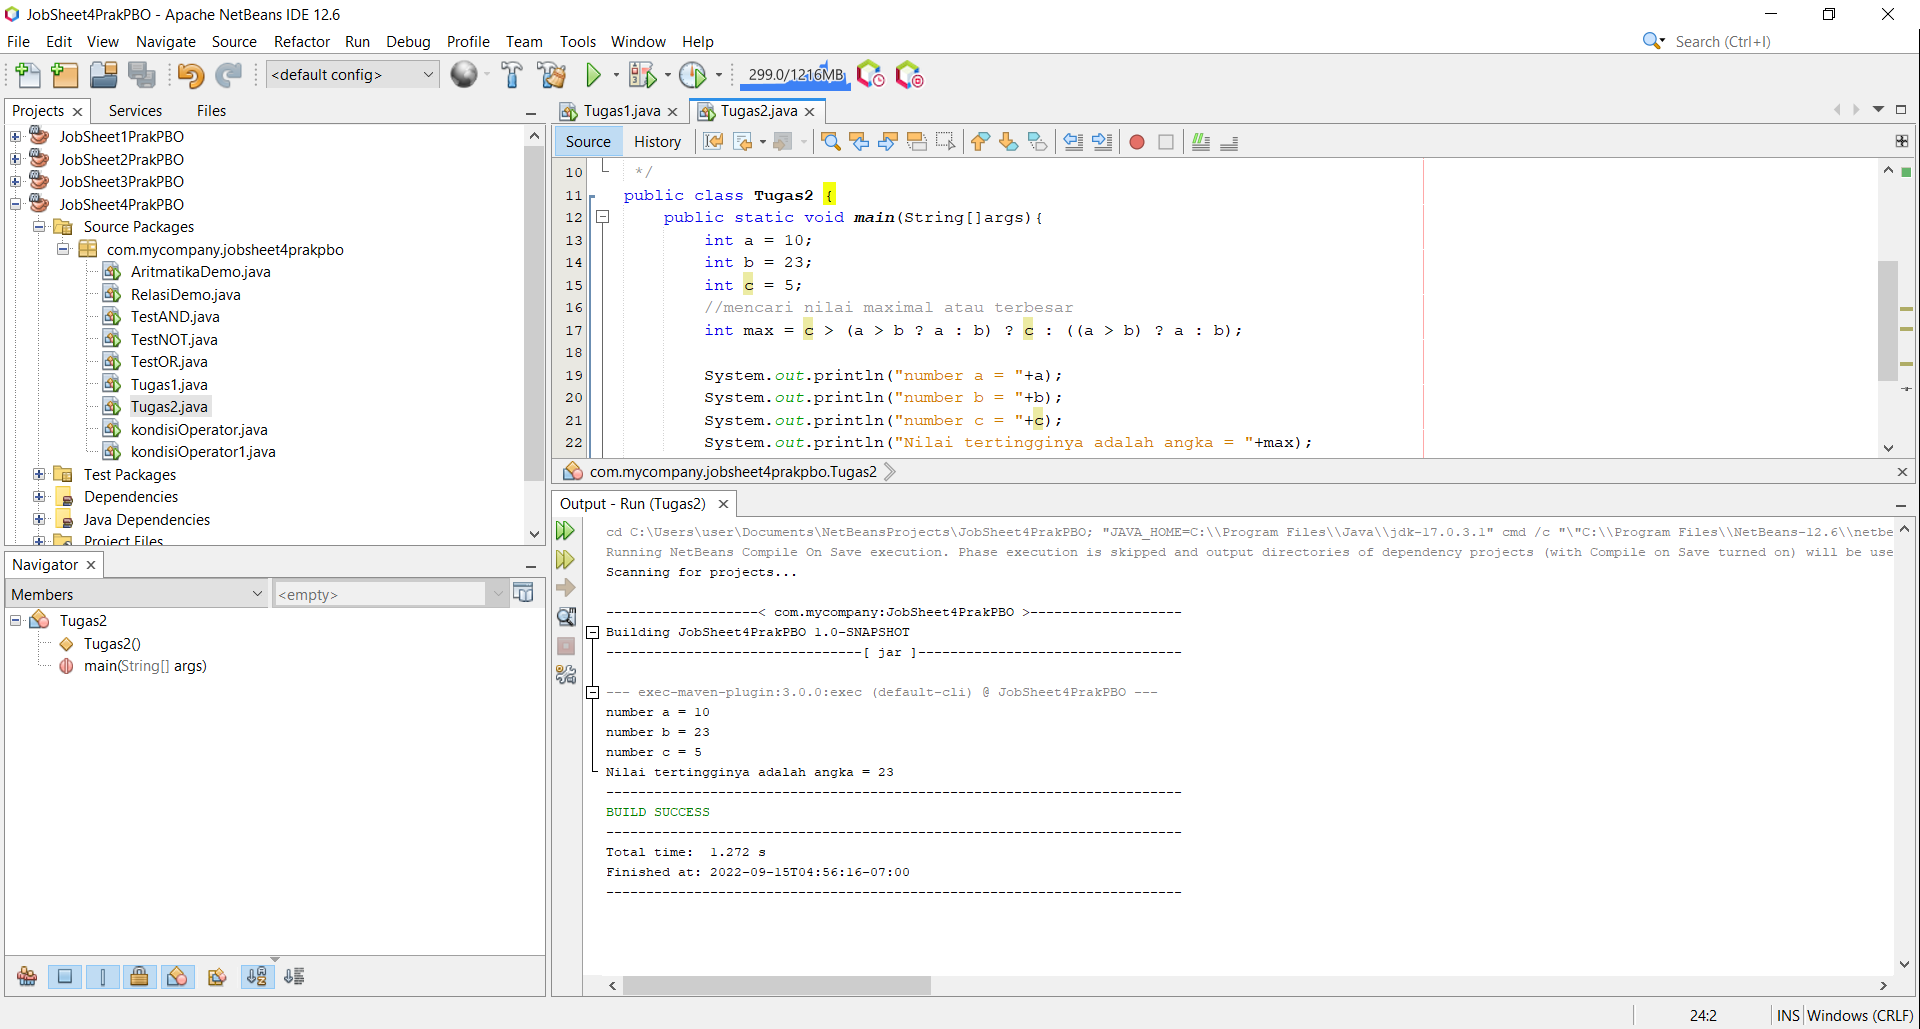 JobSheet4PrakPBO - Apache NetBeans IDE 12.6
File Edit View Navigate Source Refactor Run Debug Profile Team Tools Window Help
Search (Ctrl+I)
<default config>
299.0/1216MB
Projects Services Files
JobSheet1PrakPBO
JobSheet2PrakPBO
JobSheet3PrakPBO
JobSheet4PrakPBO
Source Packages
com.mycompany.jobsheet4prakpbo
AritmatikaDemo.java
RelasiDemo.java
TestAND.java
TestNOT.java
TestOR.java
Tugas1.java
Tugas2.java
kondisiOperator.java
kondisiOperator1.java
Test Packages
Dependencies
Java Dependencies
Project Files
Navigator
Members
<empty>
Tugas2
Tugas2()
main(String[] args)
Tugas1.java Tugas2.java
Source History
10 */
11 public class Tugas2 {
12 public static void main(String[]args){
13 int a = 10;
14 int b = 23;
15 int c = 5;
16 //mencari nilai maximal atau terbesar
17 int max = c > (a > b ? a : b) ? c : ((a > b) ? a : b);
18
19 System.out.println("number a = "+a);
20 System.out.println("number b = "+b);
21 System.out.println("number c = "+c);
22 System.out.println("Nilai tertingginya adalah angka = "+max);
com.mycompany.jobsheet4prakpbo.Tugas2
Output - Run (Tugas2)
cd C:\Users\user\Documents\NetBeansProjects\JobSheet4PrakPBO; "JAVA_HOME=C:\\Program Files\\Java\\jdk-17.0.3.1" cmd /c "\"C:\\Program Files\\NetBeans-12.6\\netbe
Running NetBeans Compile On Save execution. Phase execution is skipped and output directories of dependency projects (with Compile on Save turned on) will be use
Scanning for projects...
-------------------< com.mycompany:JobSheet4PrakPBO >-------------------
Building JobSheet4PrakPBO 1.0-SNAPSHOT
--------------------------------[ jar ]---------------------------------
--- exec-maven-plugin:3.0.0:exec (default-cli) @ JobSheet4PrakPBO ---
number a = 10
number b = 23
number c = 5
Nilai tertingginya adalah angka = 23
------------------------------------------------------------------------
BUILD SUCCESS
------------------------------------------------------------------------
Total time:  1.272 s
Finished at: 2022-09-15T04:56:16-07:00
------------------------------------------------------------------------
24:2 INS Windows (CRLF)